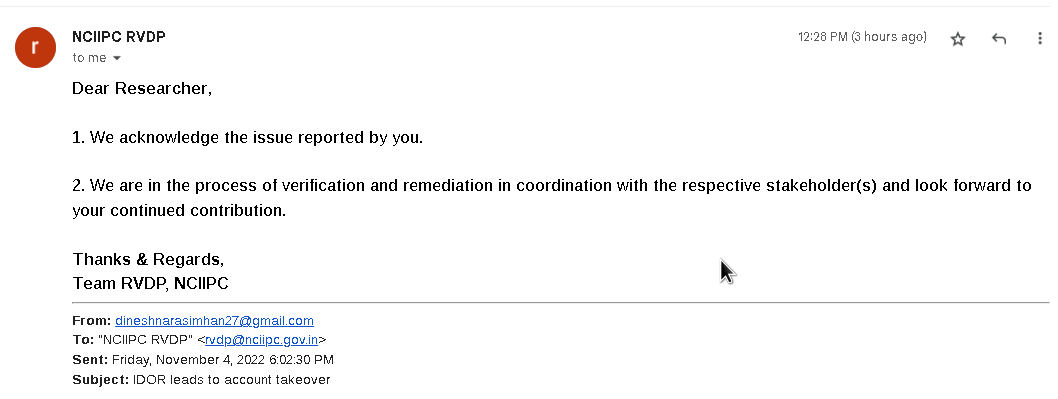 NCIIPC RVDP
12:28 PM (3 hours ago)
r
to me
Dear Researcher,
1. We acknowledge the issue reported by you.
2. We are in the process of verification and remediation in coordination with the respective stakeholder(s) and look forward to
your continued contribution.
Thanks & Regards,
Team RVDP, NCIIPC
From: dineshnarasimhan27@gmail.com
To: "NCIIPC RVDP" <rvdp@nciipc.gov.in>
Sent: Friday, November 4, 2022 6:02:30 PM
Subject: IDOR leads to account takeover